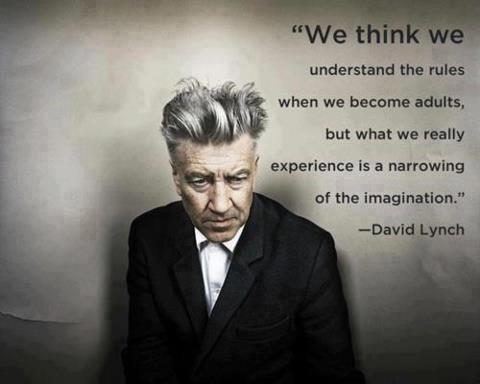 “We think we
understand the rules
when we become adults,
but what we really
experience is a narrowing
of the imagination.”
—David Lynch